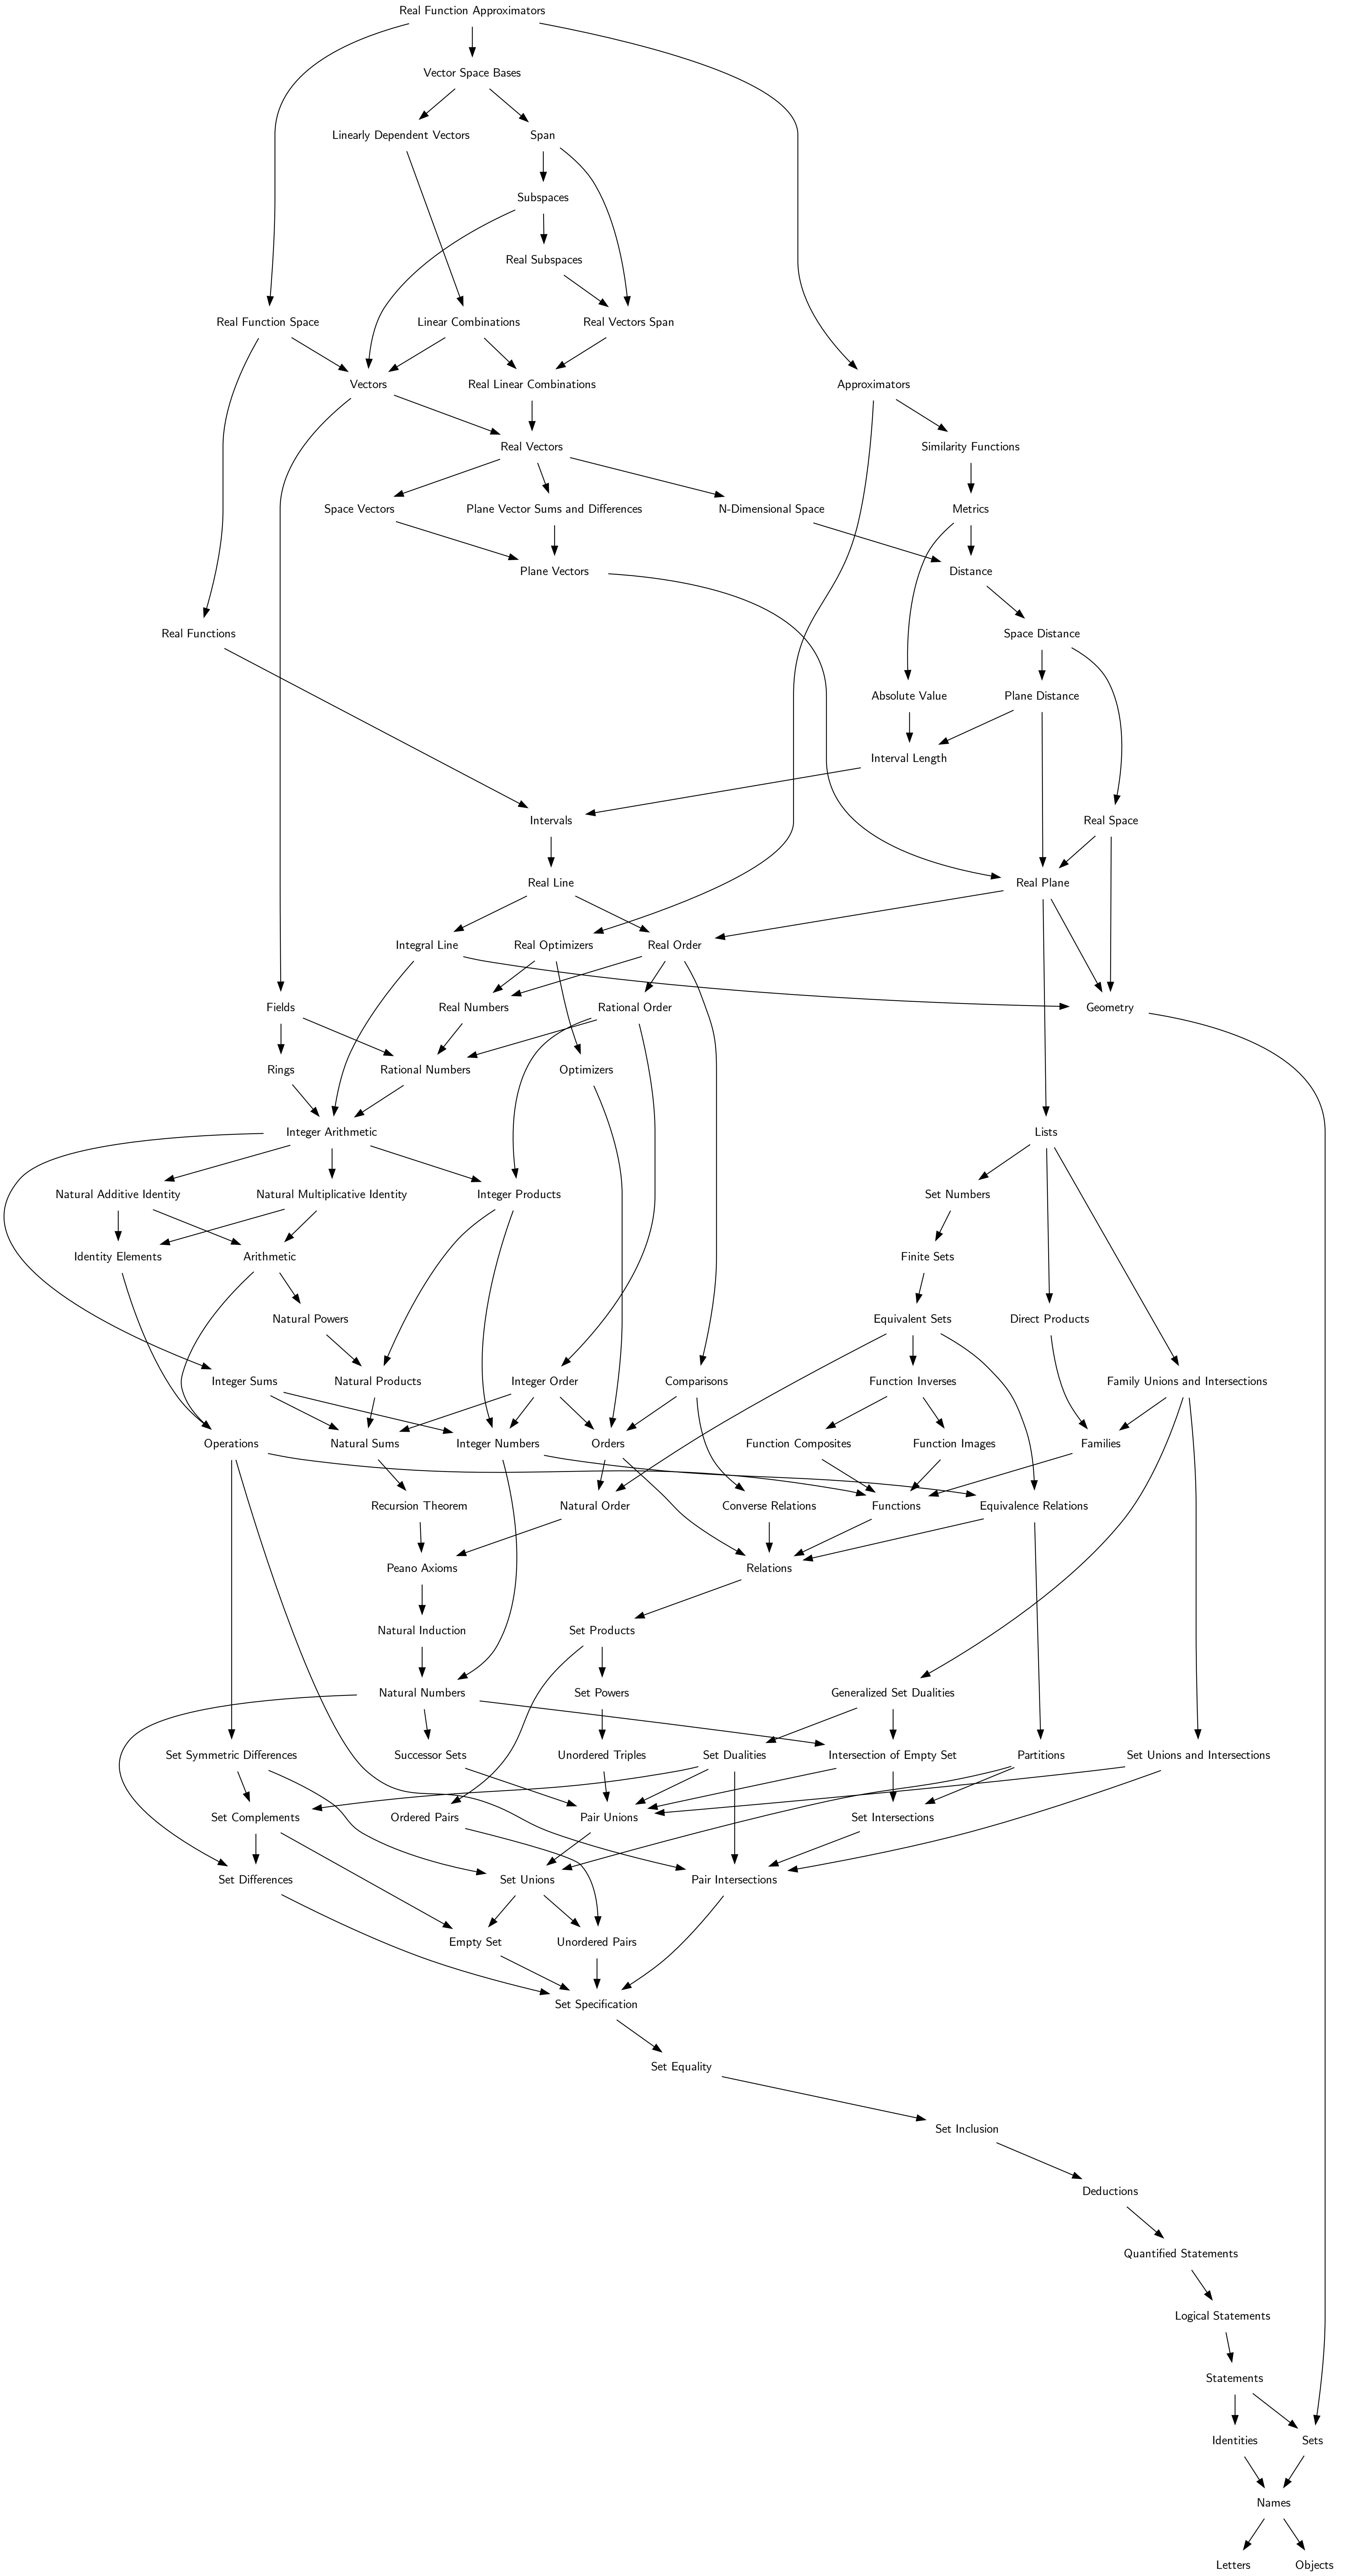 Real Function Approximators
Vector Space Bases
Linearly Dependent Vectors
Span
Subspaces
Real Subspaces
Real Function Space
Linear Combinations
Real Vectors Span
Vectors
Real Linear Combinations
Approximators
Real Vectors
Similarity Functions
Space Vectors
Plane Vector Sums and Differences
N-Dimensional Space
Metrics
Plane Vectors
Distance
Real Functions
Space Distance
Absolute Value
Plane Distance
Interval Length
Intervals
Real Space
Real Line
Real Plane
Integral Line
Real Optimizers
Real Order
Fields
Real Numbers
Rational Order
Geometry
Rings
Rational Numbers
Optimizers
Integer Arithmetic
Lists
Natural Additive Identity
Natural Multiplicative Identity
Integer Products
Set Numbers
Identity Elements
Arithmetic
Finite Sets
Natural Powers
Equivalent Sets
Direct Products
Integer Sums
Natural Products
Integer Order
Comparisons
Function Inverses
Family Unions and Intersections
Operations
Natural Sums
Integer Numbers
Orders
Function Composites
Function Images
Families
Recursion Theorem
Natural Order
Converse Relations
Functions
Equivalence Relations
Peano Axioms
Relations
Natural Induction
Set Products
Natural Numbers
Set Powers
Generalized Set Dualities
Set Symmetric Differences
Successor Sets
Unordered Triples
Set Dualities
Intersection of Empty Set
Partitions
Set Unions and Intersections
Set Complements
Ordered Pairs
Pair Unions
Set Intersections
Set Differences
Set Unions
Pair Intersections
Empty Set
Unordered Pairs
Set Specification
Set Equality
Set Inclusion
Deductions
Quantified Statements
Logical Statements
Statements
Identities
Sets
Names
Letters
Objects